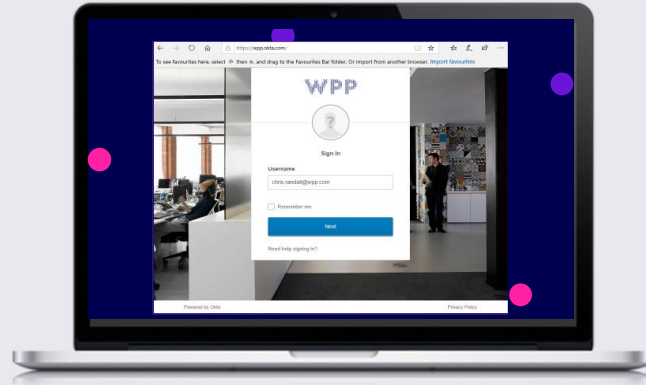 https://wpp.okta.com/
To see favourites here, select then, and drag to the Favourites Bar folder. Or import from another browser. Import favourites
WPP
?
Sign In
Username
chris.randall@wpp.com
Remember me
Next
Need help signing in?
Powered by Okta
Privacy Policy